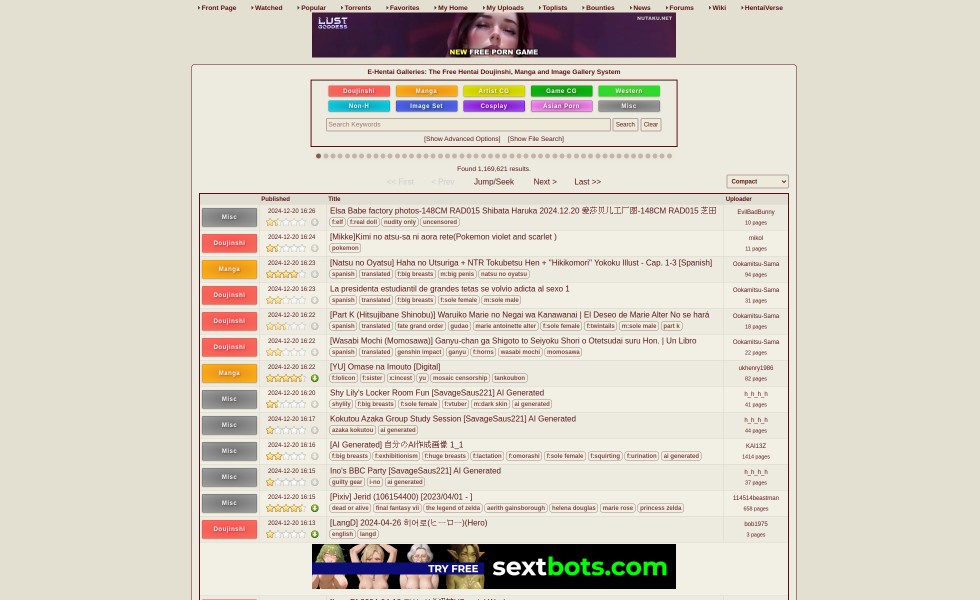 Front Page Watched Popular Torrents Favorites My Home My Uploads Toplists Bounties News Forums Wiki HentaiVerse
LUST GODDESS NUTAKU.NET
NEW FREE PORN GAME
E-Hentai Galleries: The Free Hentai Doujinshi, Manga and Image Gallery System
Doujinshi Manga Artist CG Game CG Western
Non-H Image Set Cosplay Asian Porn Misc
Search Keywords Search Clear
[Show Advanced Options] [Show File Search]
Found 1,169,621 results.
<< First < Prev Jump/Seek Next > Last >> Compact
Published Title Uploader
Misc 2024-12-20 16:26 Elsa Babe factory photos-148CM RAD015 Shibata Haruka 2024.12.20 愛莎贝儿工厂图-148CM RAD015 芝田 EvilBadBunny
f:elf f:real doll nudity only uncensored 10 pages
Doujinshi 2024-12-20 16:24 [Mikke]Kimi no atsu-sa ni aora rete(Pokemon violet and scarlet ) mikoi
pokemon 11 pages
Manga 2024-12-20 16:23 [Natsu no Oyatsu] Haha no Utsuriga + NTR Tokubetsu Hen + "Hikikomori" Yokoku Illust - Cap. 1-3 [Spanish] Ookamitsu-Sama
spanish translated f:big breasts m:big penis natsu no oyatsu 94 pages
Doujinshi 2024-12-20 16:23 La presidenta estudiantil de grandes tetas se volvio adicta al sexo 1 Ookamitsu-Sama
spanish translated f:big breasts f:sole female m:sole male 31 pages
Doujinshi 2024-12-20 16:22 [Part K (Hitsujibane Shinobu)] Waruiko Marie no Negai wa Kanawanai | El Deseo de Marie Alter No se hará Ookamitsu-Sama
spanish translated fate grand order gudao marie antoinette alter f:sole female f:twintails m:sole male part k 18 pages
Doujinshi 2024-12-20 16:22 [Wasabi Mochi (Momosawa)] Ganyu-chan ga Shigoto to Seiyoku Shori o Otetsudai suru Hon. | Un Libro Ookamitsu-Sama
spanish translated genshin impact ganyu f:horns wasabi mochi momosawa 22 pages
Manga 2024-12-20 16:22 [YU] Omase na Imouto [Digital] ukhenry1986
f:lolicon f:sister x:incest yu mosaic censorship tankoubon 82 pages
Misc 2024-12-20 16:20 Shy Lily's Locker Room Fun [SavageSaus221] AI Generated h_h_h_h
shylily f:big breasts f:sole female f:vtuber m:dark skin ai generated 41 pages
Misc 2024-12-20 16:17 Kokutou Azaka Group Study Session [SavageSaus221] AI Generated h_h_h_h
azaka kokutou ai generated 44 pages
Misc 2024-12-20 16:16 [AI Generated] 自分のAI作成画像 1_1 KAI13Z
f:big breasts f:exhibitionism f:huge breasts f:lactation f:omorashi f:sole female f:squirting f:urination ai generated 1414 pages
Misc 2024-12-20 16:15 Ino's BBC Party [SavageSaus221] AI Generated h_h_h_h
guilty gear i-no ai generated 37 pages
Misc 2024-12-20 16:15 [Pixiv] Jerid (106154400) [2023/04/01 - ] 114514beastman
dead or alive final fantasy vii the legend of zelda aerith gainsborough helena douglas marie rose princess zelda 658 pages
Doujinshi 2024-12-20 16:13 [LangD] 2024-04-26 히어로(ヒーロー)(Hero) bob1975
english langd 3 pages
TRY FREE sextbots.com